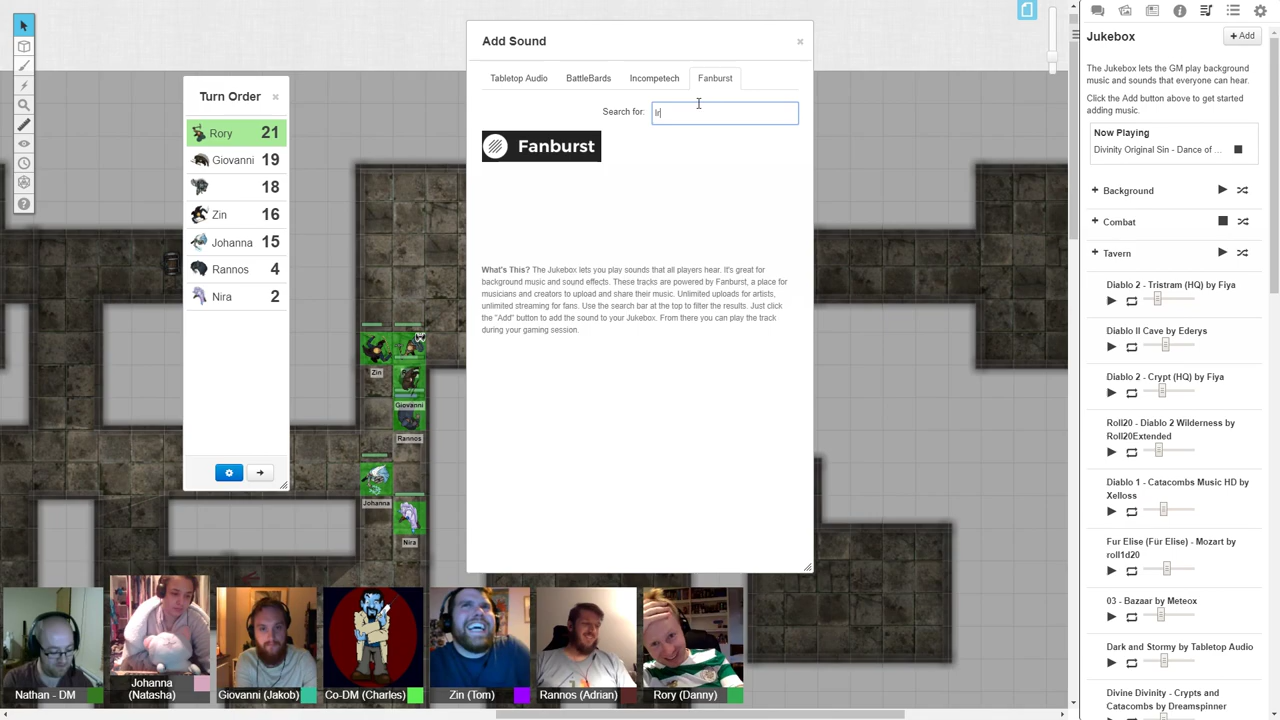 Turn Order
Rory 21
Giovanni 19
18
Zin 16
Johanna 15
Rannos 4
Nira 2
Zin
Giovanni
Rannos
Johanna
Nira
Add Sound
Tabletop Audio BattleBards Incompetech Fanburst
Search for: Ir
Fanburst
What's This? The Jukebox lets you play sounds that all players hear. It's great for
background music and sound effects. These tracks are powered by Fanburst, a place for
musicians and creators to upload and share their music. Unlimited uploads for artists,
unlimited streaming for fans. Use the search bar at the top to filter the results. Just click
the "Add" button to add the sound to your Jukebox. From there you can play the track
during your gaming session.
Jukebox
+ Add
The Jukebox lets the GM play background
music and sounds that everyone can hear.
Click the Add button above to get started
adding music.
Now Playing
Divinity Original Sin - Dance of ...
+ Background
+ Combat
+ Tavern
Diablo 2 - Tristram (HQ) by Fiya
Diablo II Cave by Ederys
Diablo 2 - Crypt (HQ) by Fiya
Roll20 - Diablo 2 Wilderness by
Roll20Extended
Diablo 1 - Catacombs Music HD by
Xelloss
Fur Elise (Für Elise) - Mozart by
roll1d20
03 - Bazaar by Meteox
Dark and Stormy by Tabletop Audio
Divine Divinity - Crypts and
Catacombs by Dreamspinner
Nathan - DM
Johanna
(Natasha)
Giovanni (Jakob)
Co-DM (Charles)
Zin (Tom)
Rannos (Adrian)
Rory (Danny)